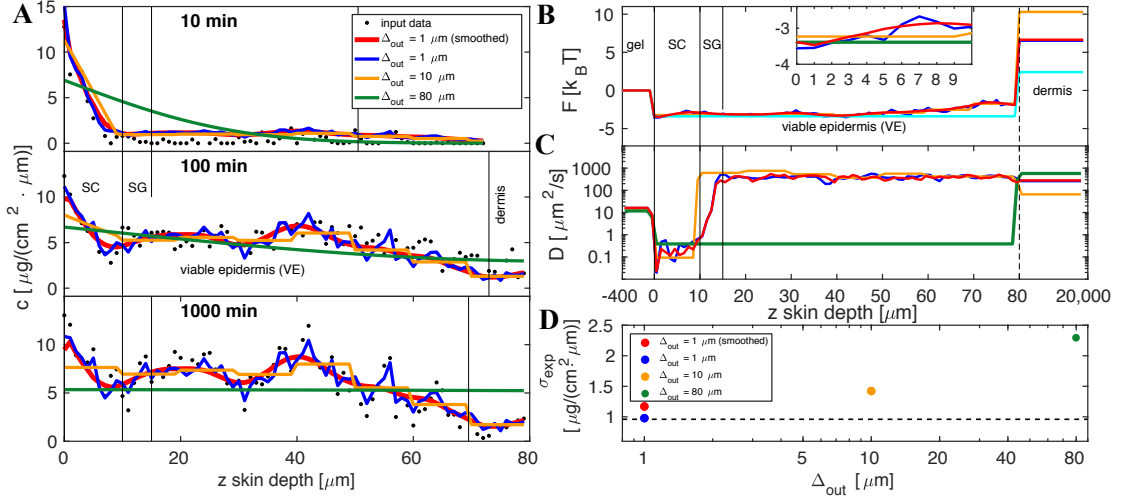 A
10 min
15
10
5
0
input data
Δout = 1 μm (smoothed)
Δout = 1 μm
Δout = 10 μm
Δout = 80 μm
100 min
SC
SG
dermis
15
10
5
0
viable epidermis (VE)
c [ μg/(cm² · μm)]
1000 min
15
10
5
0
0 20 40 60 80
z skin depth [μm]
B
10
5
0
-5
F [kBT]
gel
SC
SG
-3
-4
0 1 2 3 4 5 6 7 8 9
dermis
viable epidermis (VE)
C
1000
100
10
1
0.1
D [ μm²/s]
-400 0 10 20 30 40 50 60 70 80 20,000
z skin depth [μm]
D
2.5
2
1.5
1
σexp
[ μg/(cm² μm)]
Δout = 1 μm (smoothed)
Δout = 1 μm
Δout = 10 μm
Δout = 80 μm
1 5 10 20 40 80
Δout [μm]